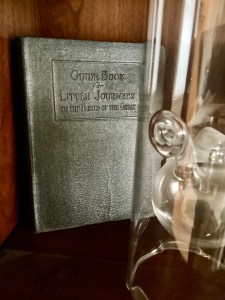 GUIDE BOOK
for
LITTLE JOURNEYS
TO THE HOMES OF THE GREAT